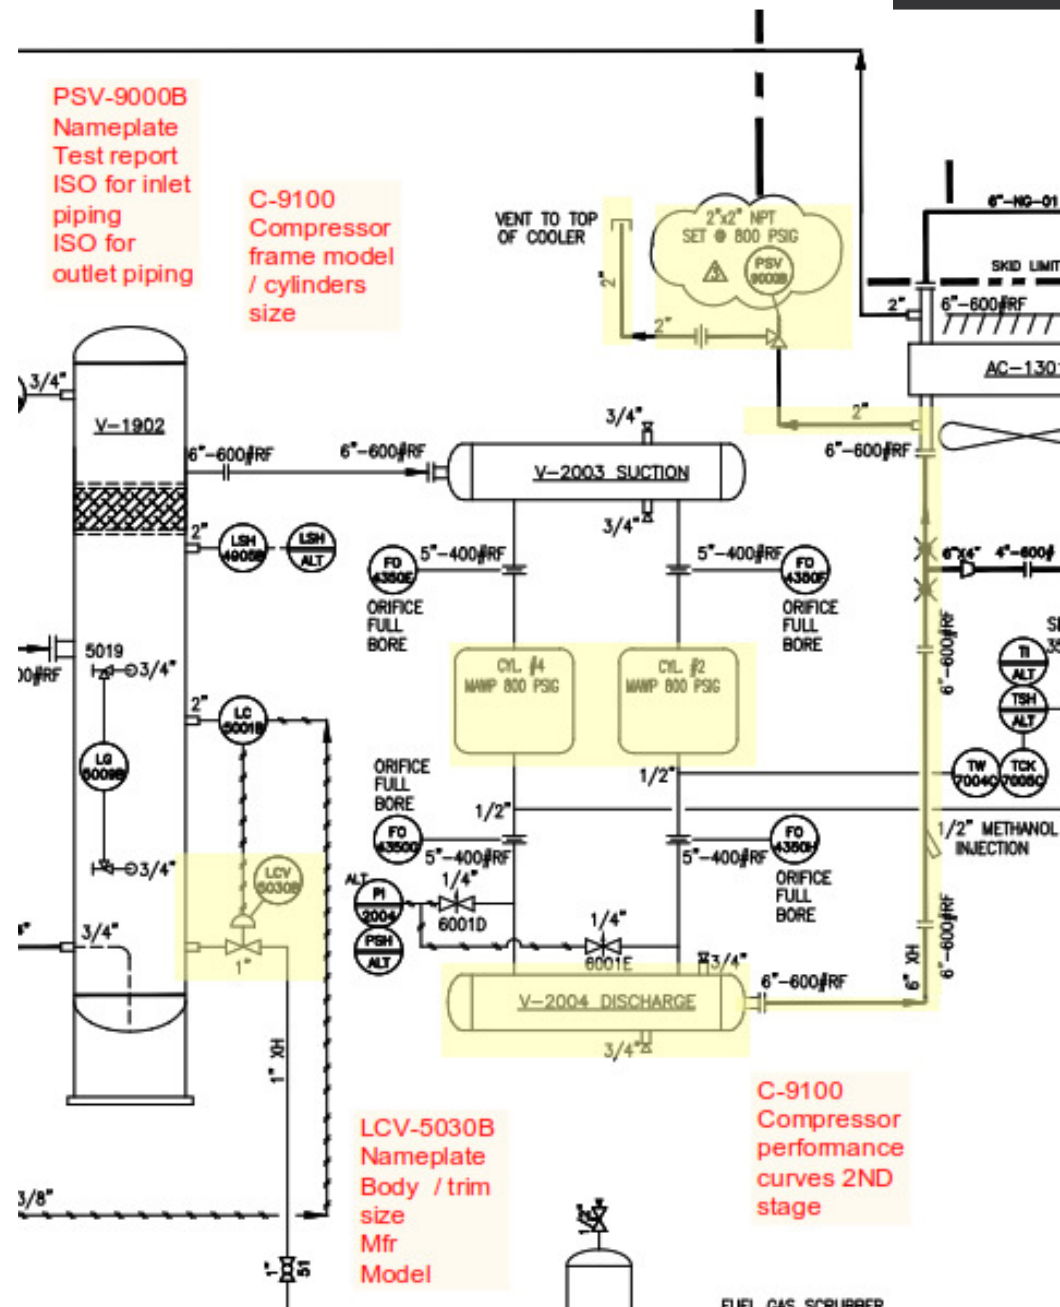 PSV-9000B
Nameplate
Test report
ISO for inlet
piping
ISO for
outlet piping
C-9100
Compressor
frame model
/ cylinders
size
VENT TO TOP
OF COOLER
2"
2"x2" NPT
SET @ 800 PSIG
PSV
9000B
3
2"
6"-NG-01
SKID LIMIT
2"
6"-600#RF
AC-1301
2"
6"-600#RF
3/4"
V-1902
6"-600#RF
6"-600#RF
3/4"
V-2003 SUCTION
3/4"
2"
LSH
4905B
LSH
ALT
FO
4350E
5"-400#RF
ORIFICE
FULL
BORE
5"-400#RF
FO
4350F
ORIFICE
FULL
BORE
6"X4"
4"-600#
6"-600#RF
TI
ALT
TSH
ALT
TW
7004C
TCK
7005C
5019
3/4"
00#RF
2"
LC
5001B
LG
5009B
3/4"
CYL. #4
MAWP 800 PSIG
CYL. #2
MAWP 800 PSIG
ORIFICE
FULL
BORE
1/2"
1/2"
FO
4350G
5"-400#RF
5"-400#RF
FO
4350H
ORIFICE
FULL
BORE
1/2" METHANOL
INJECTION
LCV
5030B
1"
3/4"
ALT
PI
2004
PSH
ALT
1/4"
6001D
1/4"
6001E
3/4"
V-2004 DISCHARGE
3/4"
6"-600#RF
6" XH
6"-600#RF
1" XH
3/8"
1"
51
LCV-5030B
Nameplate
Body / trim
size
Mfr
Model
C-9100
Compressor
performance
curves 2ND
stage
FUEL GAS SCRUBBER